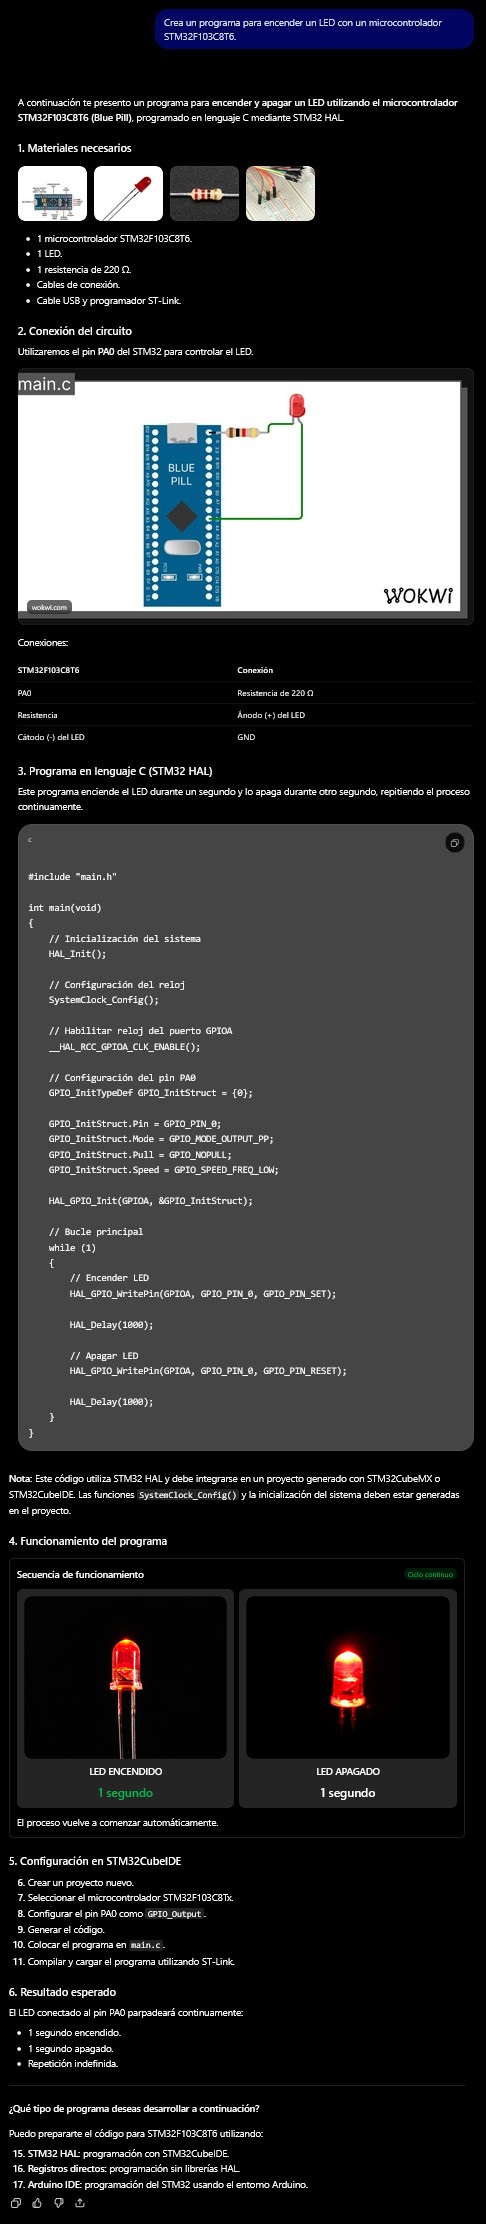 Crea un programa para encender un LED con un microcontrolador
STM32F103C8T6.
A continuación te presento un programa para encender y apagar un LED utilizando el microcontrolador
STM32F103C8T6 (Blue Pill), programado en lenguaje C mediante STM32 HAL.
1. Materiales necesarios
• 1 microcontrolador STM32F103C8T6.
• 1 LED.
• 1 resistencia de 220 Ω.
• Cables de conexión.
• Cable USB y programador ST-Link.
2. Conexión del circuito
Utilizaremos el pin PA0 del STM32 para controlar el LED.
main.c
BLUE
PILL
WOKWI
wokwi.com
Conexiones:
STM32F103C8T6 Conexión
PA0 Resistencia de 220 Ω
Resistencia Ánodo (+) del LED
Cátodo (-) del LED GND
3. Programa en lenguaje C (STM32 HAL)
Este programa enciende el LED durante un segundo y lo apaga durante otro segundo, repitiendo el proceso
continuamente.
c
#include "main.h"
int main(void)
{
// Inicialización del sistema
HAL_Init();
// Configuración del reloj
SystemClock_Config();
// Habilitar reloj del puerto GPIOA
__HAL_RCC_GPIOA_CLK_ENABLE();
// Configuración del pin PA0
GPIO_InitTypeDef GPIO_InitStruct = {0};
GPIO_InitStruct.Pin = GPIO_PIN_0;
GPIO_InitStruct.Mode = GPIO_MODE_OUTPUT_PP;
GPIO_InitStruct.Pull = GPIO_NOPULL;
GPIO_InitStruct.Speed = GPIO_SPEED_FREQ_LOW;
HAL_GPIO_Init(GPIOA, &GPIO_InitStruct);
// Bucle principal
while (1)
{
// Encender LED
HAL_GPIO_WritePin(GPIOA, GPIO_PIN_0, GPIO_PIN_SET);
HAL_Delay(1000);
// Apagar LED
HAL_GPIO_WritePin(GPIOA, GPIO_PIN_0, GPIO_PIN_RESET);
HAL_Delay(1000);
}
}
Nota: Este código utiliza STM32 HAL y debe integrarse en un proyecto generado con STM32CubeMX o
STM32CubeIDE. Las funciones SystemClock_Config() y la inicialización del sistema deben estar generadas
en el proyecto.
4. Funcionamiento del programa
Secuencia de funcionamiento Ciclo continuo
LED ENCENDIDO LED APAGADO
1 segundo 1 segundo
El proceso vuelve a comenzar automáticamente.
5. Configuración en STM32CubeIDE
6. Crear un proyecto nuevo.
7. Seleccionar el microcontrolador STM32F103C8Tx.
8. Configurar el pin PA0 como GPIO_Output.
9. Generar el código.
10. Colocar el programa en main.c.
11. Compilar y cargar el programa utilizando ST-Link.
6. Resultado esperado
El LED conectado al pin PA0 parpadeará continuamente:
• 1 segundo encendido.
• 1 segundo apagado.
• Repetición indefinida.
¿Qué tipo de programa deseas desarrollar a continuación?
Puedo prepararte el código para STM32F103C8T6 utilizando:
15. STM32 HAL: programación con STM32CubeIDE.
16. Registros directos: programación sin librerías HAL.
17. Arduino IDE: programación del STM32 usando el entorno Arduino.